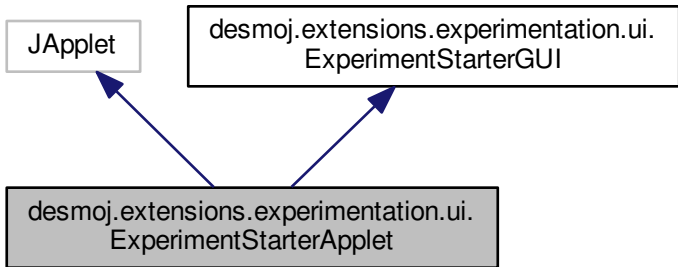 JApplet
desmoj.extensions.experimentation.ui.
ExperimentStarterGUI
desmoj.extensions.experimentation.ui.
ExperimentStarterApplet